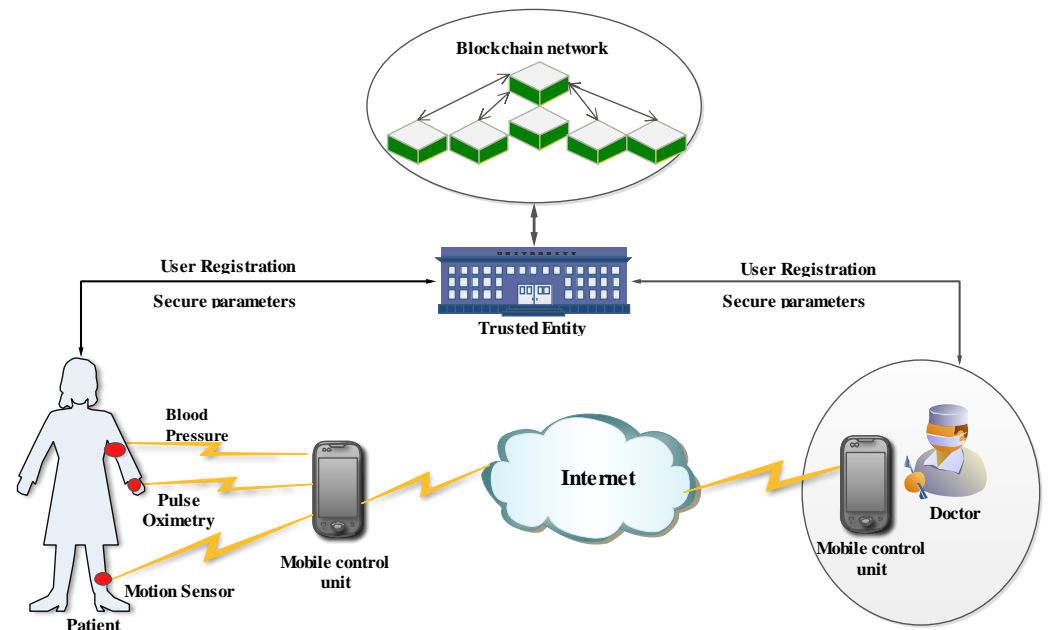 Blockchain network
UNIVERSITY
User Registration
Secure parameters
User Registration
Secure parameters
Trusted Entity
Blood
Pressure
Pulse
Oximetry
Motion Sensor
Patient
Mobile control
unit
Internet
Doctor
Mobile control
unit